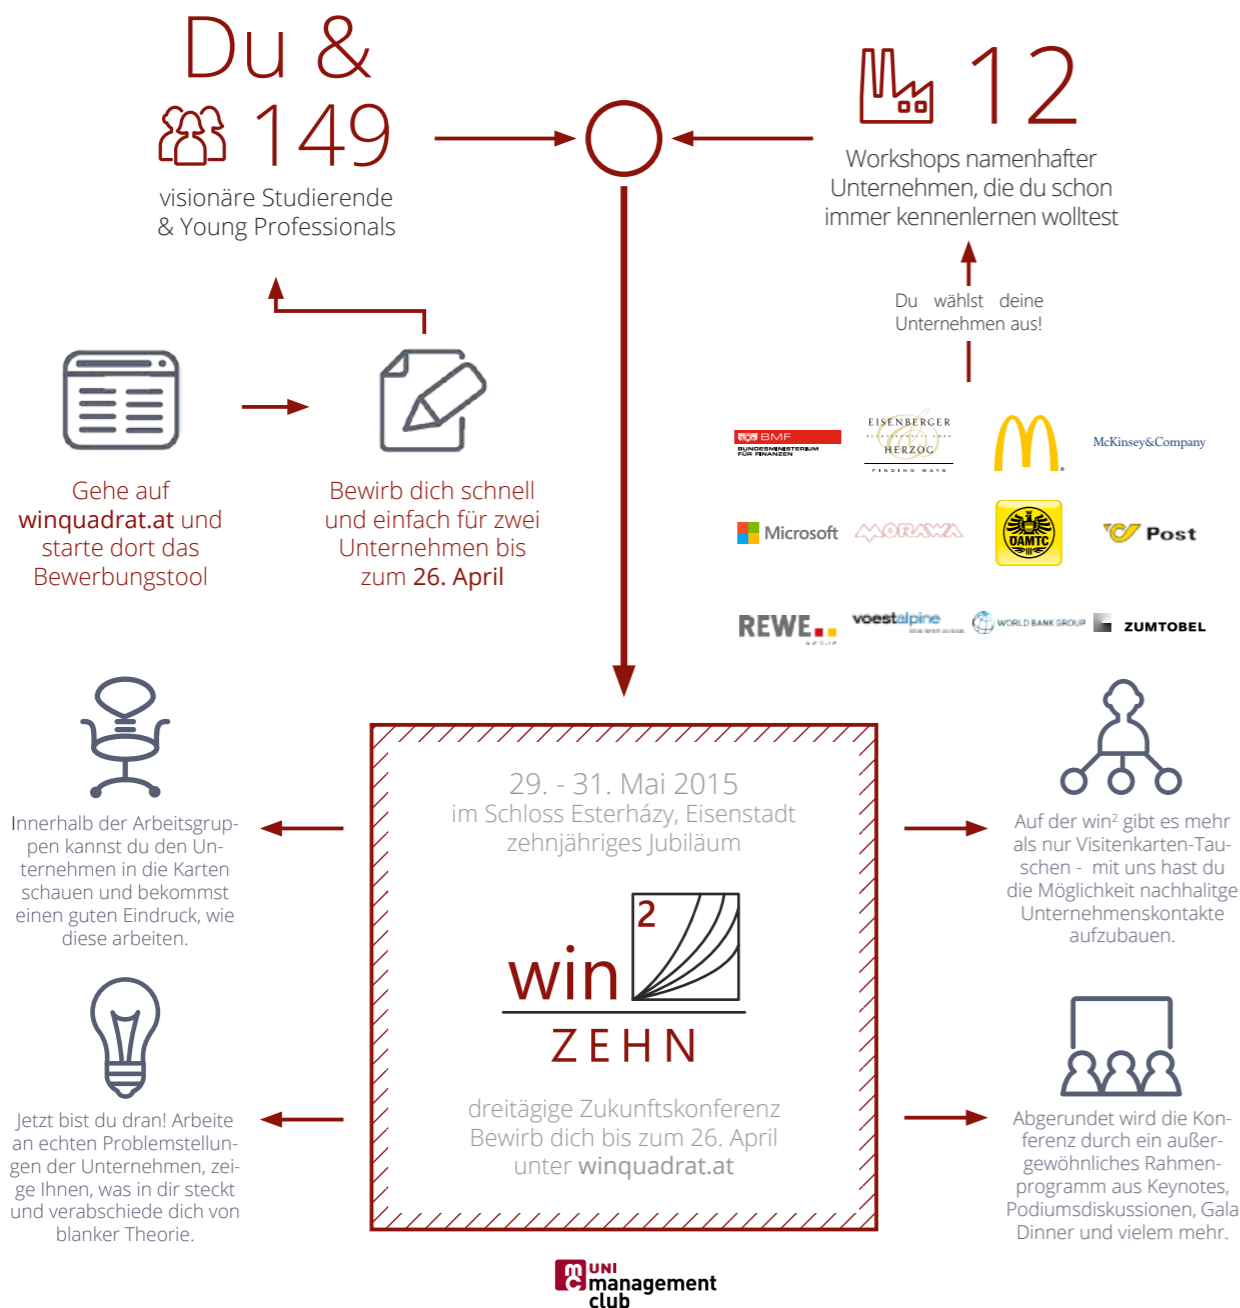 Du &
149
visionäre Studierende
& Young Professionals
12
Workshops namenhafter
Unternehmen, die du schon
immer kennenlernen wolltest
Du wählst deine
Unternehmen aus!
Gehe auf
winquadrat.at und
starte dort das
Bewerbungstool
Bewirb dich schnell
und einfach für zwei
Unternehmen bis
zum 26. April
BMF
BUNDESMINISTERIUM
FÜR FINANZEN
EISENBERGER
&
HERZOG
FINDING WAYS
McKinsey&Company
Microsoft
MORAWA
ÖAMTC
Post
REWE
GROUP
voestalpine
WORLD BANK GROUP
ZUMTOBEL
29. - 31. Mai 2015
im Schloss Esterházy, Eisenstadt
zehnjähriges Jubiläum
win 2
ZEHN
dreitägige Zukunftskonferenz
Bewirb dich bis zum 26. April
unter winquadrat.at
Innerhalb der Arbeitsgrup-
pen kannst du den Un-
ternehmen in die Karten
schauen und bekommst
einen guten Eindruck, wie
diese arbeiten.
Jetzt bist du dran! Arbeite
an echten Problemstellun-
gen der Unternehmen, zei-
ge Ihnen, was in dir steckt
und verabschiede dich von
blanker Theorie.
Auf der win² gibt es mehr
als nur Visitenkarten-Tau-
schen - mit uns hast du
die Möglichkeit nachhalitge
Unternehmenskontakte
aufzubauen.
Abgerundet wird die Kon-
ferenz durch ein außer-
gewöhnliches Rahmen-
programm aus Keynotes,
Podiumsdiskussionen, Gala
Dinner und vielem mehr.
mc UNI
management
club